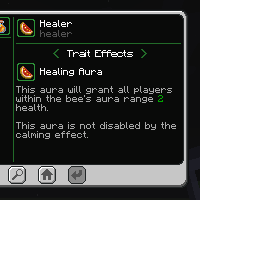 Healer
healer
Trait Effects
Healing Aura
This aura will grant all players
within the bee's aura range 2
health.
This aura is not disabled by the
calming effect.